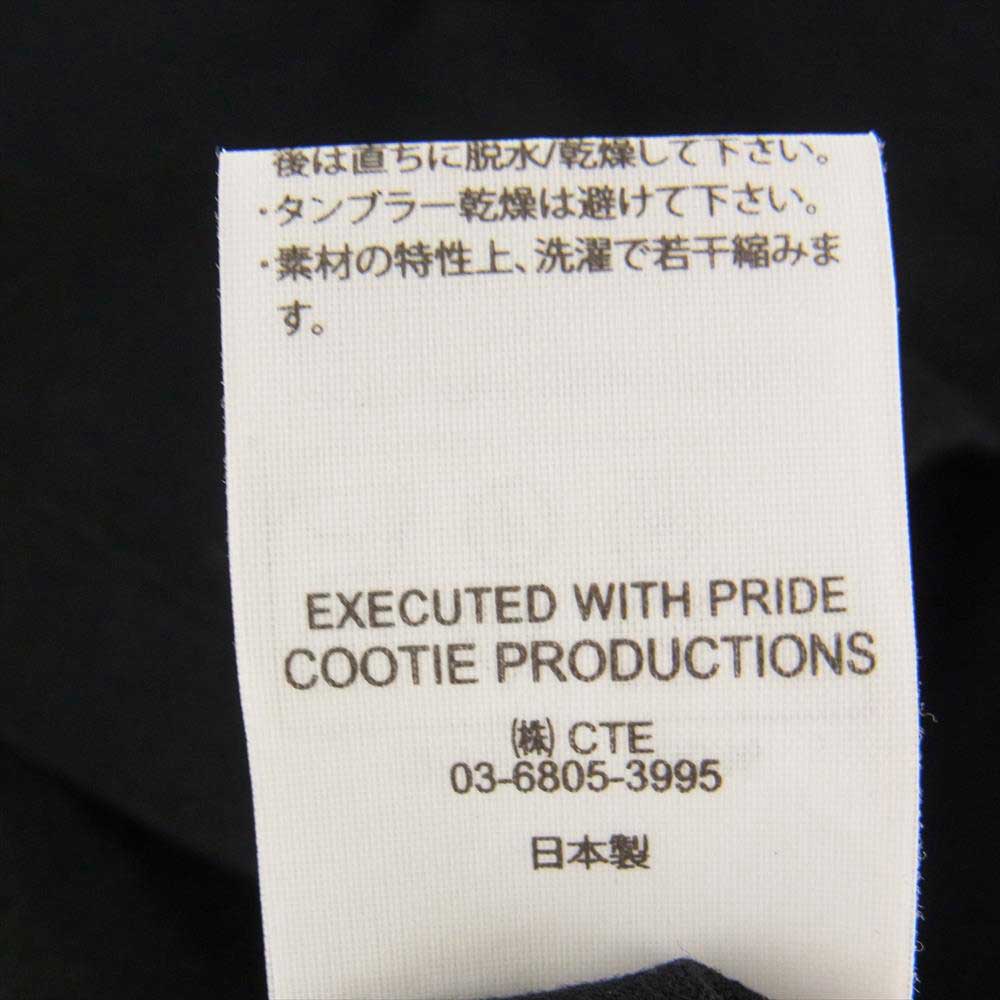 後は直ちに脱水/乾燥して下さい。
・タンブラー乾燥は避けて下さい。
・素材の特性上、洗濯で若干縮みま
す。
EXECUTED WITH PRIDE
COOTIE PRODUCTIONS
㈱ CTE
03-6805-3995
日本製